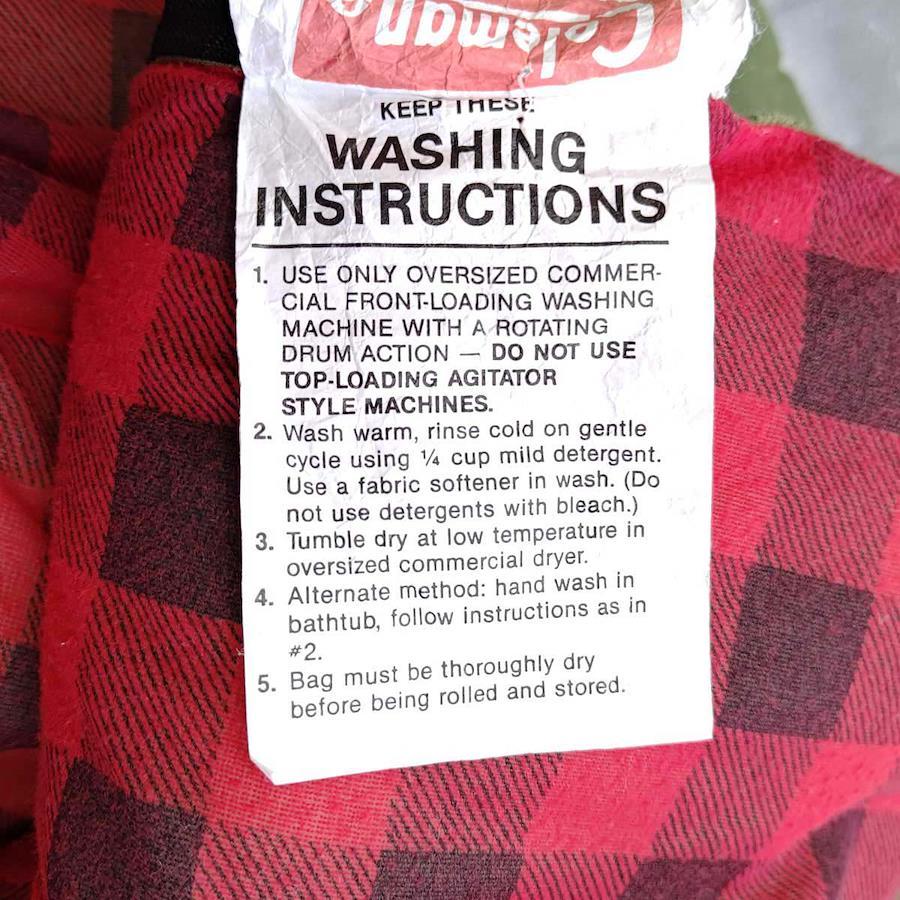 Coleman
KEEP THESE
WASHING
INSTRUCTIONS
1. USE ONLY OVERSIZED COMMER-
CIAL FRONT-LOADING WASHING
MACHINE WITH A ROTATING
DRUM ACTION — DO NOT USE
TOP-LOADING AGITATOR
STYLE MACHINES.
2. Wash warm, rinse cold on gentle
cycle using ¼ cup mild detergent.
Use a fabric softener in wash. (Do
not use detergents with bleach.)
3. Tumble dry at low temperature in
oversized commercial dryer.
4. Alternate method: hand wash in
bathtub, follow instructions as in
#2.
5. Bag must be thoroughly dry
before being rolled and stored.